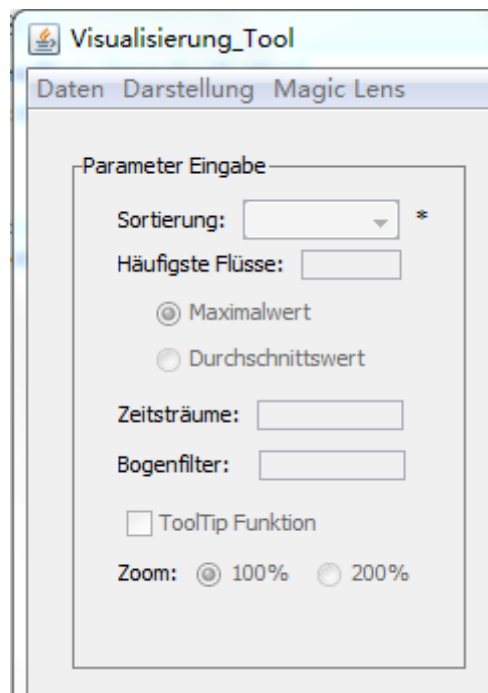 Visualisierung_Tool
Daten Darstellung Magic Lens
Parameter Eingabe
Sortierung: *
Häufigste Flüsse:
Maximalwert
Durchschnittswert
Zeitsträume:
Bogenfilter:
ToolTip Funktion
Zoom: 100% 200%